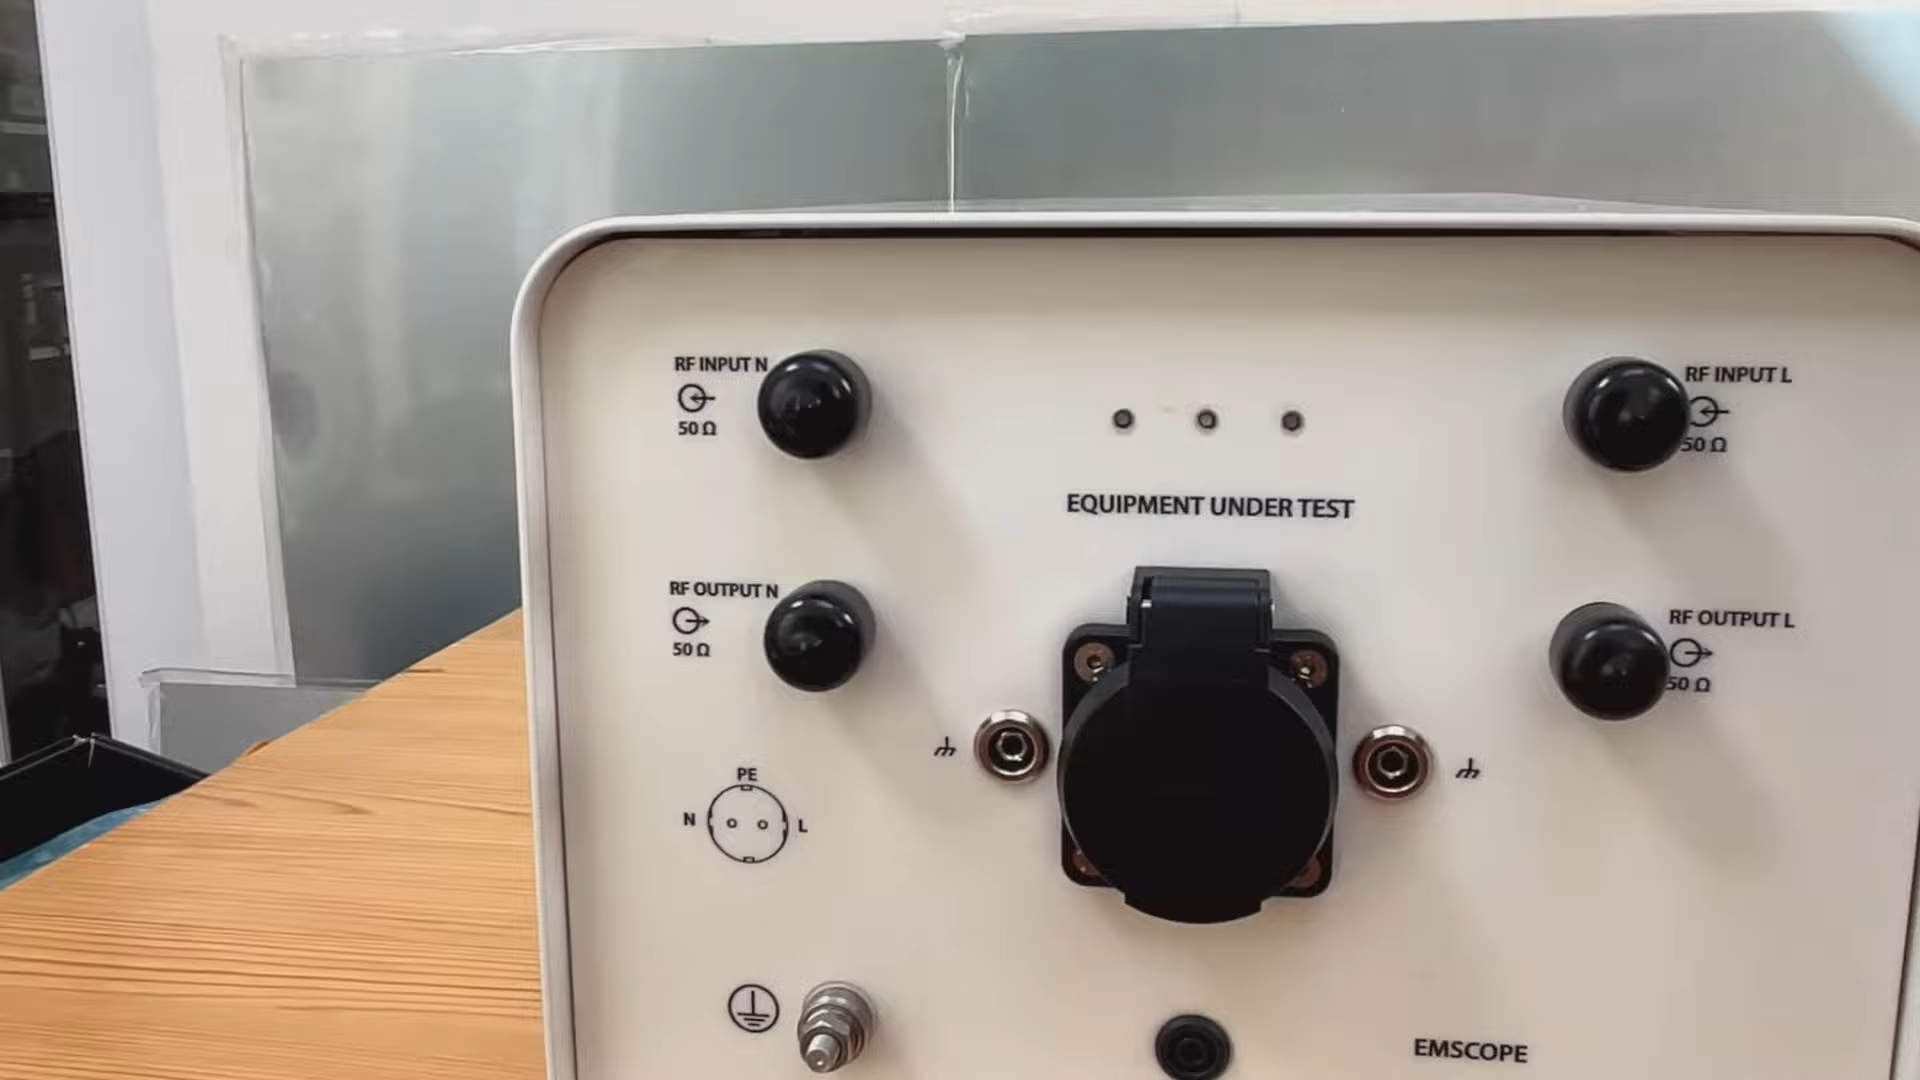 RF INPUT N
50 Ω
RF INPUT L
50 Ω
EQUIPMENT UNDER TEST
RF OUTPUT N
50 Ω
RF OUTPUT L
50 Ω
PE
N
L
EMSCOPE